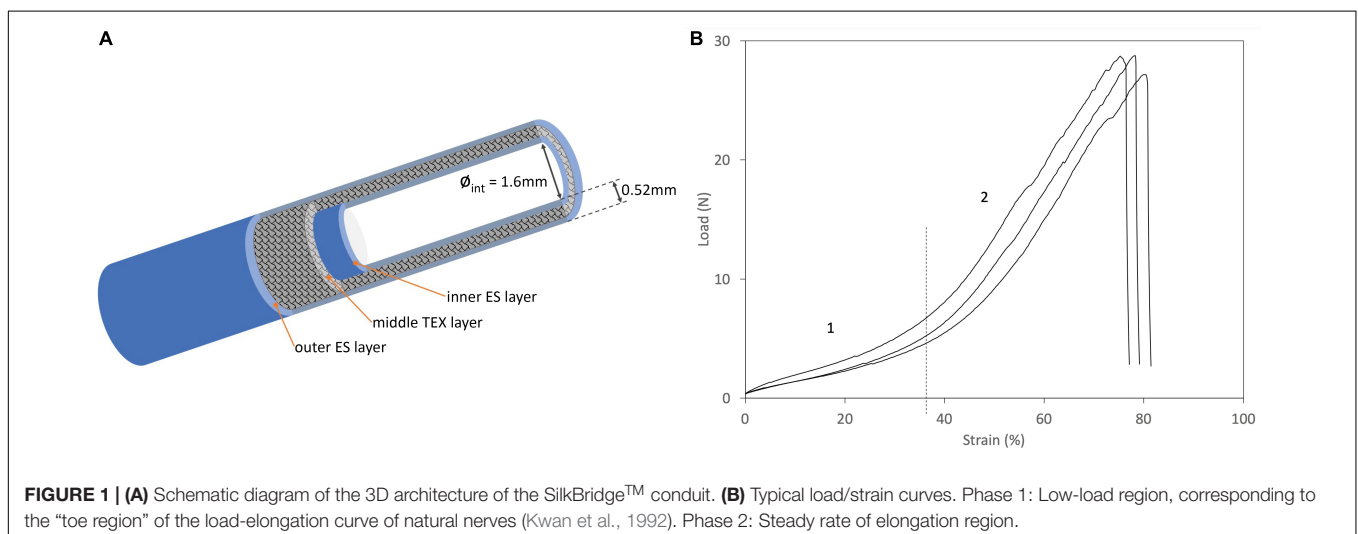 A
Ø int = 1.6mm
0.52mm
inner ES layer
middle TEX layer
outer ES layer
B
30
20
10
0
Load (N)
1
2
0 20 40 60 80 100
Strain (%)
FIGURE 1 | (A) Schematic diagram of the 3D architecture of the SilkBridge™ conduit. (B) Typical load/strain curves. Phase 1: Low-load region, corresponding to
the “toe region” of the load-elongation curve of natural nerves (Kwan et al., 1992). Phase 2: Steady rate of elongation region.